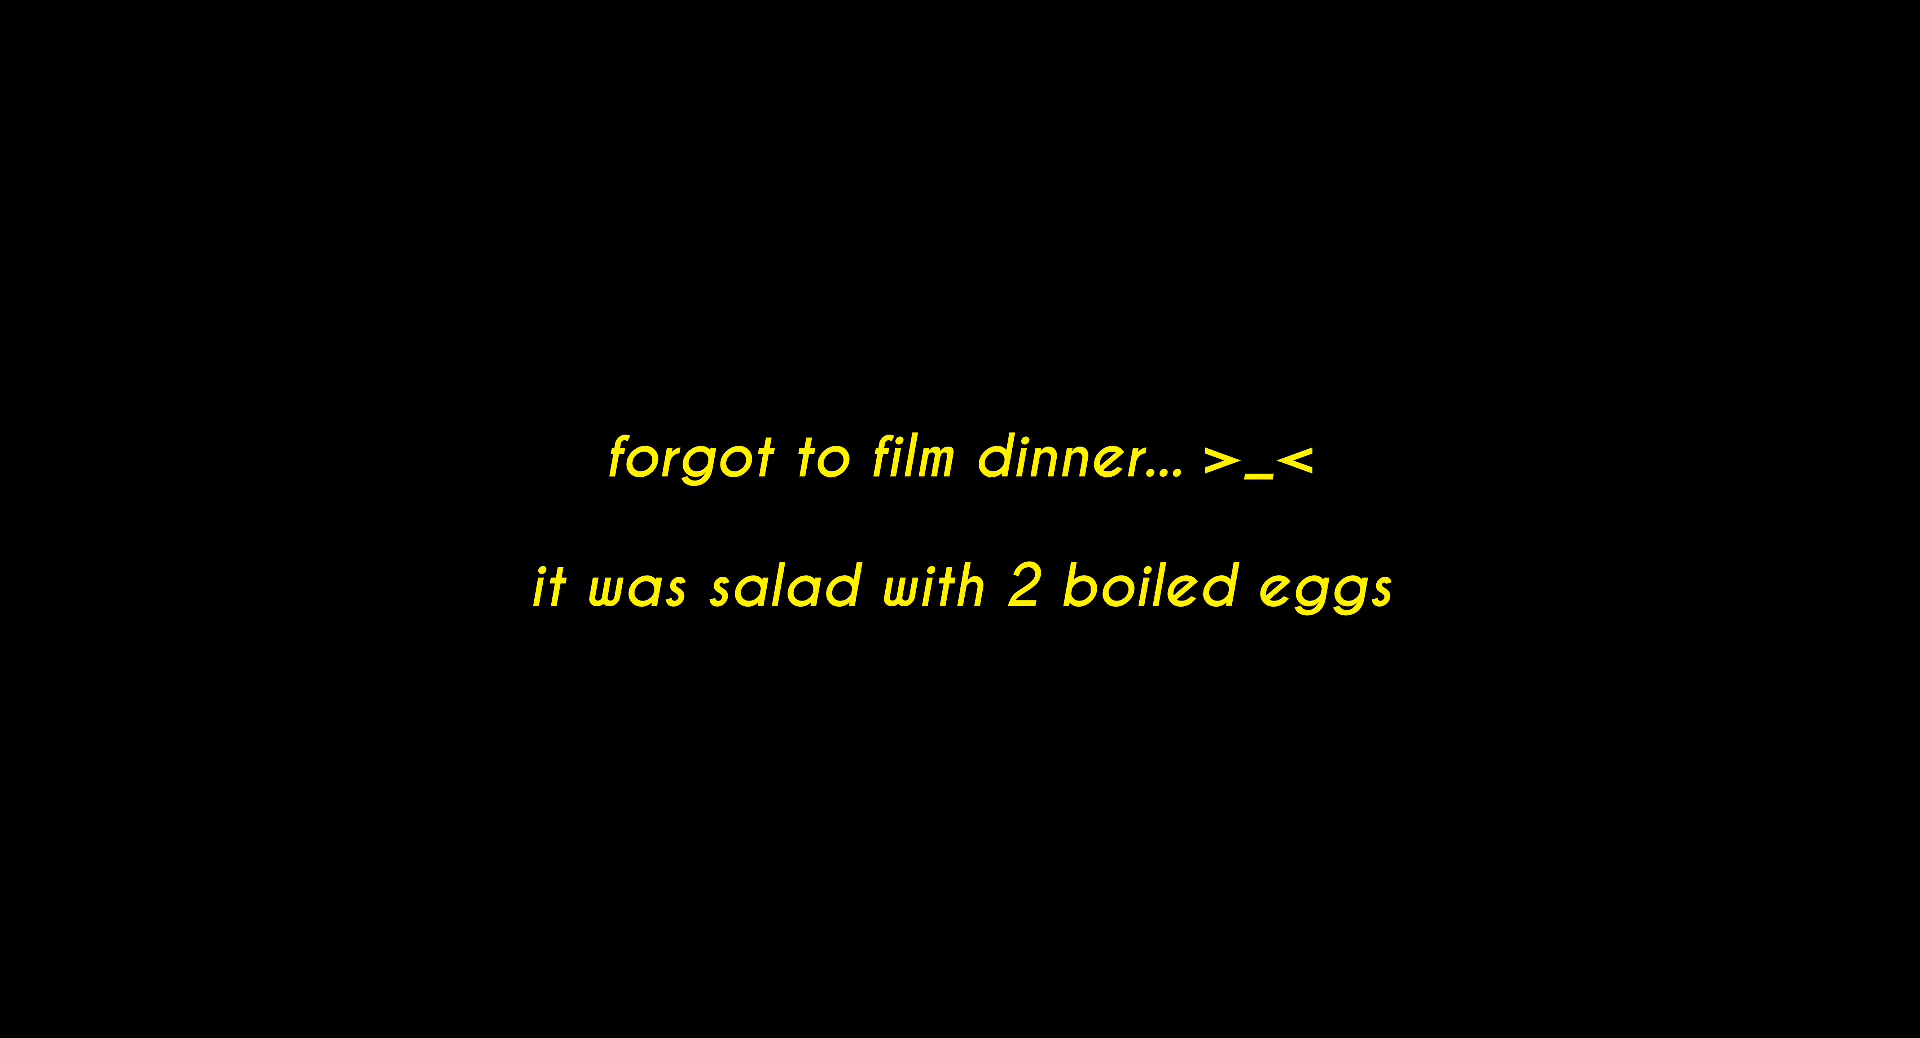 forgot to film dinner... >_<
it was salad with 2 boiled eggs